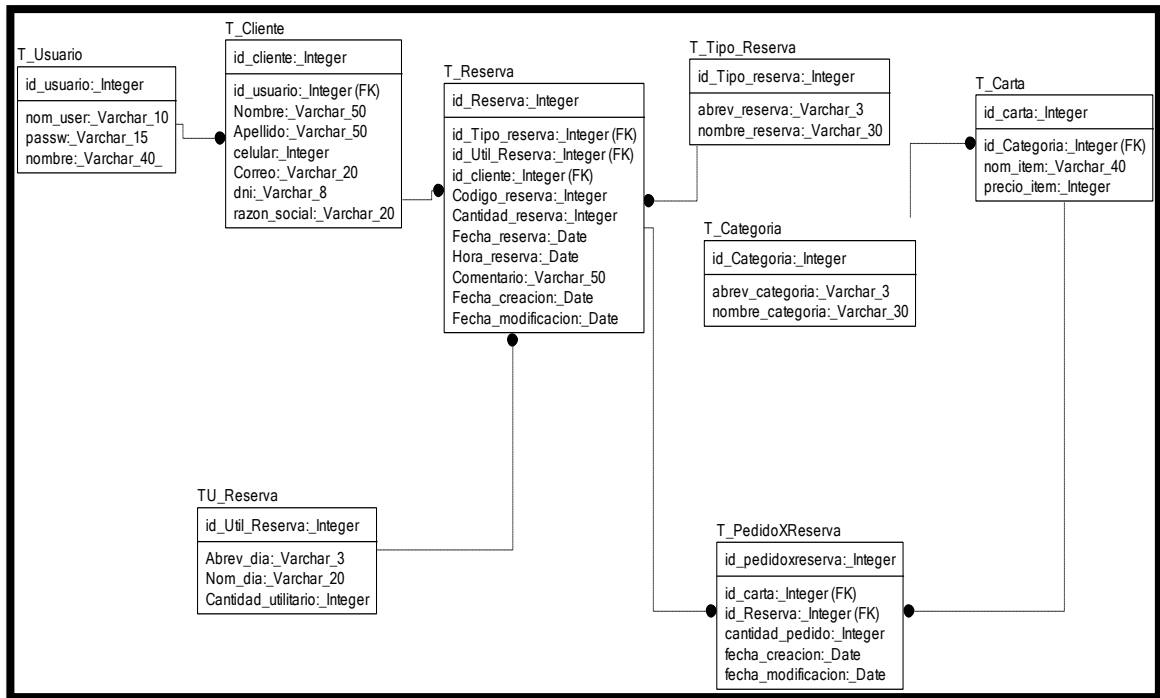 T_Usuario
id_usuario:_Integer
nom_user:_Varchar_10
passw:_Varchar_15
nombre:_Varchar_40_
T_Cliente
id_cliente:_Integer
id_usuario:_Integer (FK)
Nombre:_Varchar_50
Apellido:_Varchar_50
celular:_Integer
Correo:_Varchar_20
dni:_Varchar_8
razon_social:_Varchar_20
T_Reserva
id_Reserva:_Integer
id_Tipo_reserva:_Integer (FK)
id_Util_Reserva:_Integer (FK)
id_cliente:_Integer (FK)
Codigo_reserva:_Integer
Cantidad_reserva:_Integer
Fecha_reserva:_Date
Hora_reserva:_Date
Comentario:_Varchar_50
Fecha_creacion:_Date
Fecha_modificacion:_Date
T_Tipo_Reserva
id_Tipo_reserva:_Integer
abrev_reserva:_Varchar_3
nombre_reserva:_Varchar_30
T_Carta
id_carta:_Integer
id_Categoria:_Integer (FK)
nom_item:_Varchar_40
precio_item:_Integer
T_Categoria
id_Categoria:_Integer
abrev_categoria:_Varchar_3
nombre_categoria:_Varchar_30
TU_Reserva
id_Util_Reserva:_Integer
Abrev_dia:_Varchar_3
Nom_dia:_Varchar_20
Cantidad_utilitario:_Integer
T_PedidoXReserva
id_pedidoxreserva:_Integer
id_carta:_Integer (FK)
id_Reserva:_Integer (FK)
cantidad_pedido:_Integer
fecha_creacion:_Date
fecha_modificacion:_Date